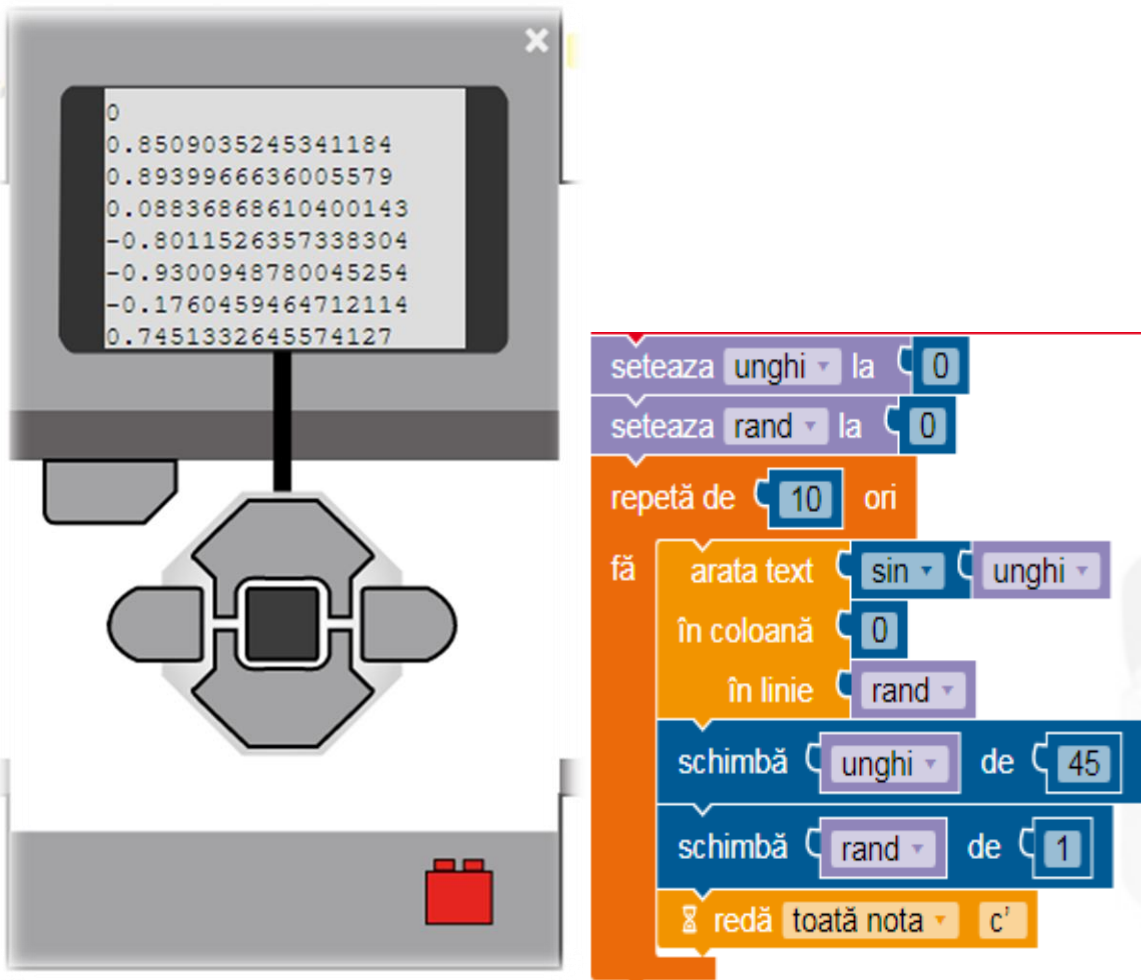 0
0.8509035245341184
0.8939966636005579
0.08836868610400143
-0.8011526357338304
-0.9300948780045254
-0.1760459464712114
0.7451332645574127
seteaza unghi la 0
seteaza rand la 0
repetă de 10 ori
fă arata text sin unghi
în coloană 0
în linie rand
schimbă unghi de 45
schimbă rand de 1
redă toată nota c'